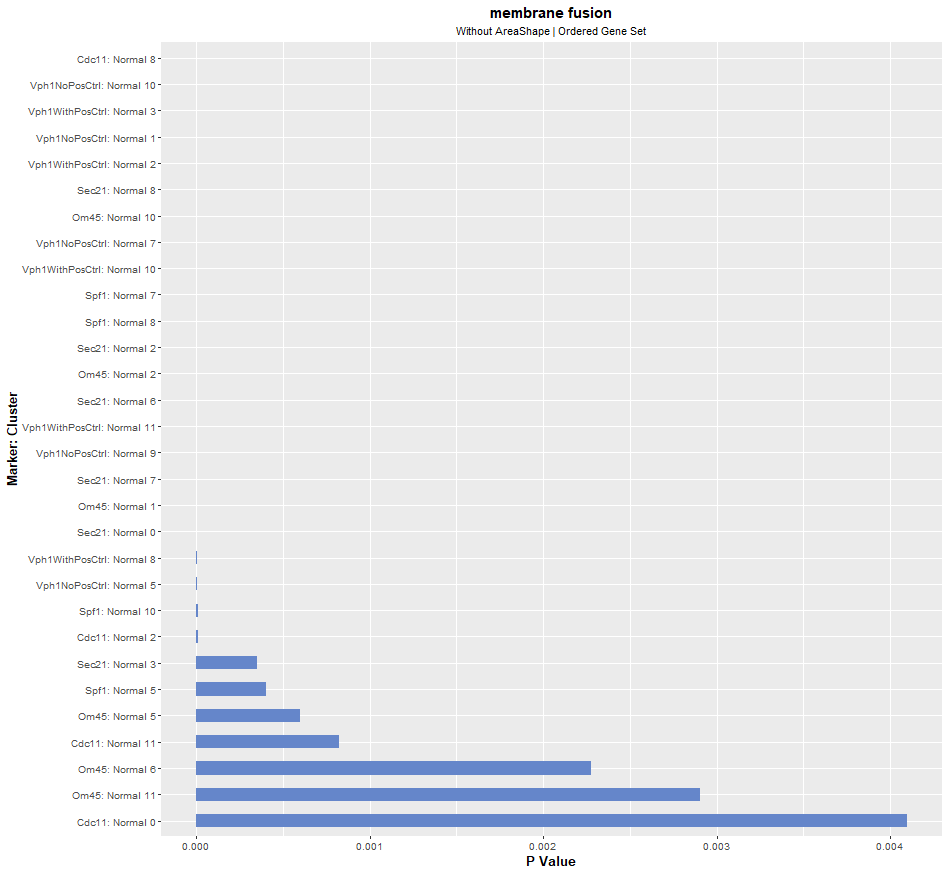 membrane fusion
Without AreaShape | Ordered Gene Set
Marker: Cluster
Cdc11: Normal 8
Vph1NoPosCtrl: Normal 10
Vph1WithPosCtrl: Normal 3
Vph1NoPosCtrl: Normal 1
Vph1WithPosCtrl: Normal 2
Sec21: Normal 8
Om45: Normal 10
Vph1NoPosCtrl: Normal 7
Vph1WithPosCtrl: Normal 10
Spf1: Normal 7
Spf1: Normal 8
Sec21: Normal 2
Om45: Normal 2
Sec21: Normal 6
Vph1WithPosCtrl: Normal 11
Vph1NoPosCtrl: Normal 9
Sec21: Normal 7
Om45: Normal 1
Sec21: Normal 0
Vph1WithPosCtrl: Normal 8
Vph1NoPosCtrl: Normal 5
Spf1: Normal 10
Cdc11: Normal 2
Sec21: Normal 3
Spf1: Normal 5
Om45: Normal 5
Cdc11: Normal 11
Om45: Normal 6
Om45: Normal 11
Cdc11: Normal 0
0.000 0.001 0.002 0.003 0.004
P Value